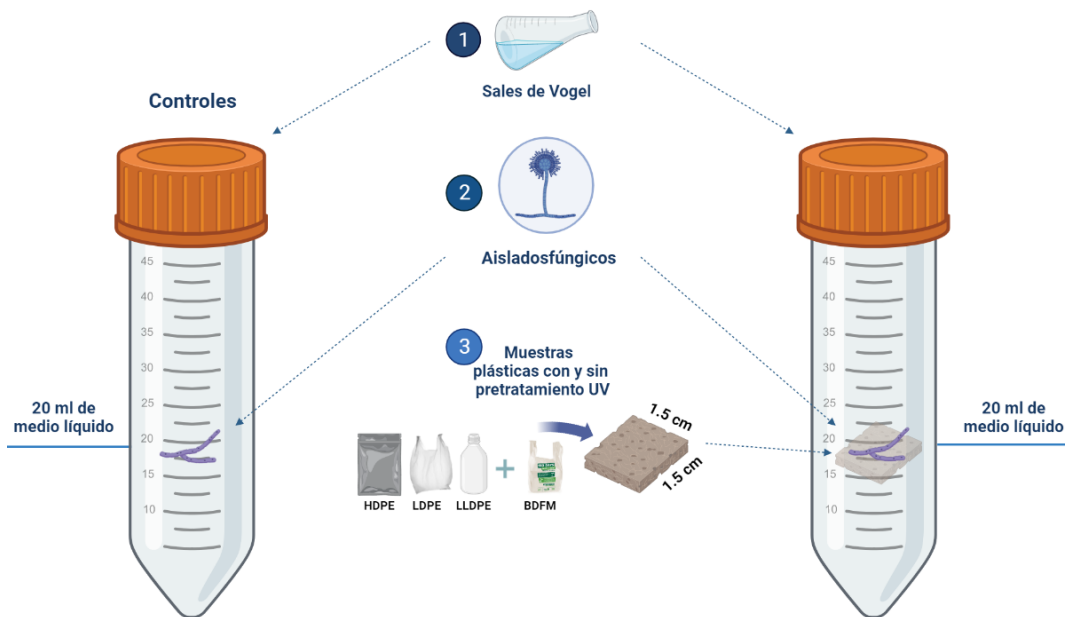 1
Sales de Vogel
Controles
2
Aisladosfúngicos
3
Muestras
plásticas con y sin
pretratamiento UV
1.5 cm
1.5 cm
HDPE
LDPE
LLDPE
+
BDFM
20 ml de
medio líquido
45
40
35
30
25
20
15
10
45
40
35
30
25
20
15
10
20 ml de
medio líquido